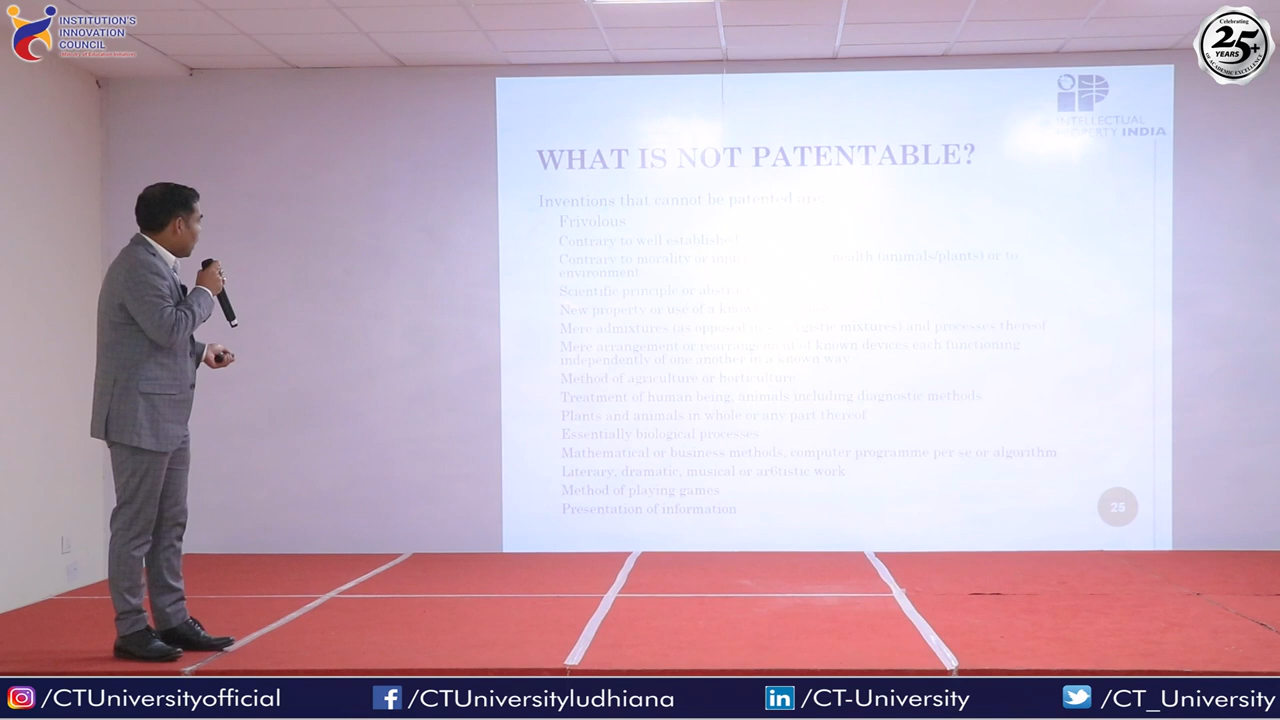 INSTITUTION'S
INNOVATION
COUNCIL
Celebrating
25+
YEARS
OF ACADEMIC EXCELLENCE
iP
INTELLECTUAL
PROPERTY INDIA
WHAT IS NOT PATENTABLE?
Inventions that cannot be patented are
Frivolous
Contrary to well established
Contrary to morality or health (animals/plants) or to
environment
Scientific principle or
New property or use of a
Mere admixtures (as opposed mixtures) and processes thereof
Mere arrangement or rearrangement of known devices each functioning
independently of one another in a known way
Method of agriculture or horticulture
Treatment of human being, animals including diagnostic methods
Plants and animals in whole or any part thereof
Essentially biological processes
Mathematical or business methods, computer programme per se or algorithm
Literary, dramatic, musical or ar6tistic work
Method of playing games
Presentation of information
25
/CTUniversityofficial
/CTUniversityludhiana
/CT-University
/CT_University